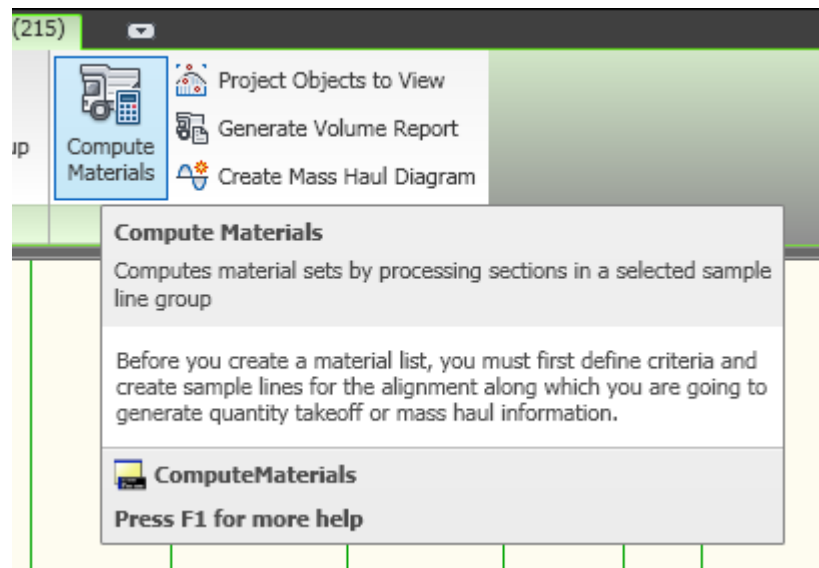 (215)
up
Compute
Materials
Project Objects to View
Generate Volume Report
Create Mass Haul Diagram
Compute Materials
Computes material sets by processing sections in a selected sample
line group
Before you create a material list, you must first define criteria and
create sample lines for the alignment along which you are going to
generate quantity takeoff or mass haul information.
ComputeMaterials
Press F1 for more help